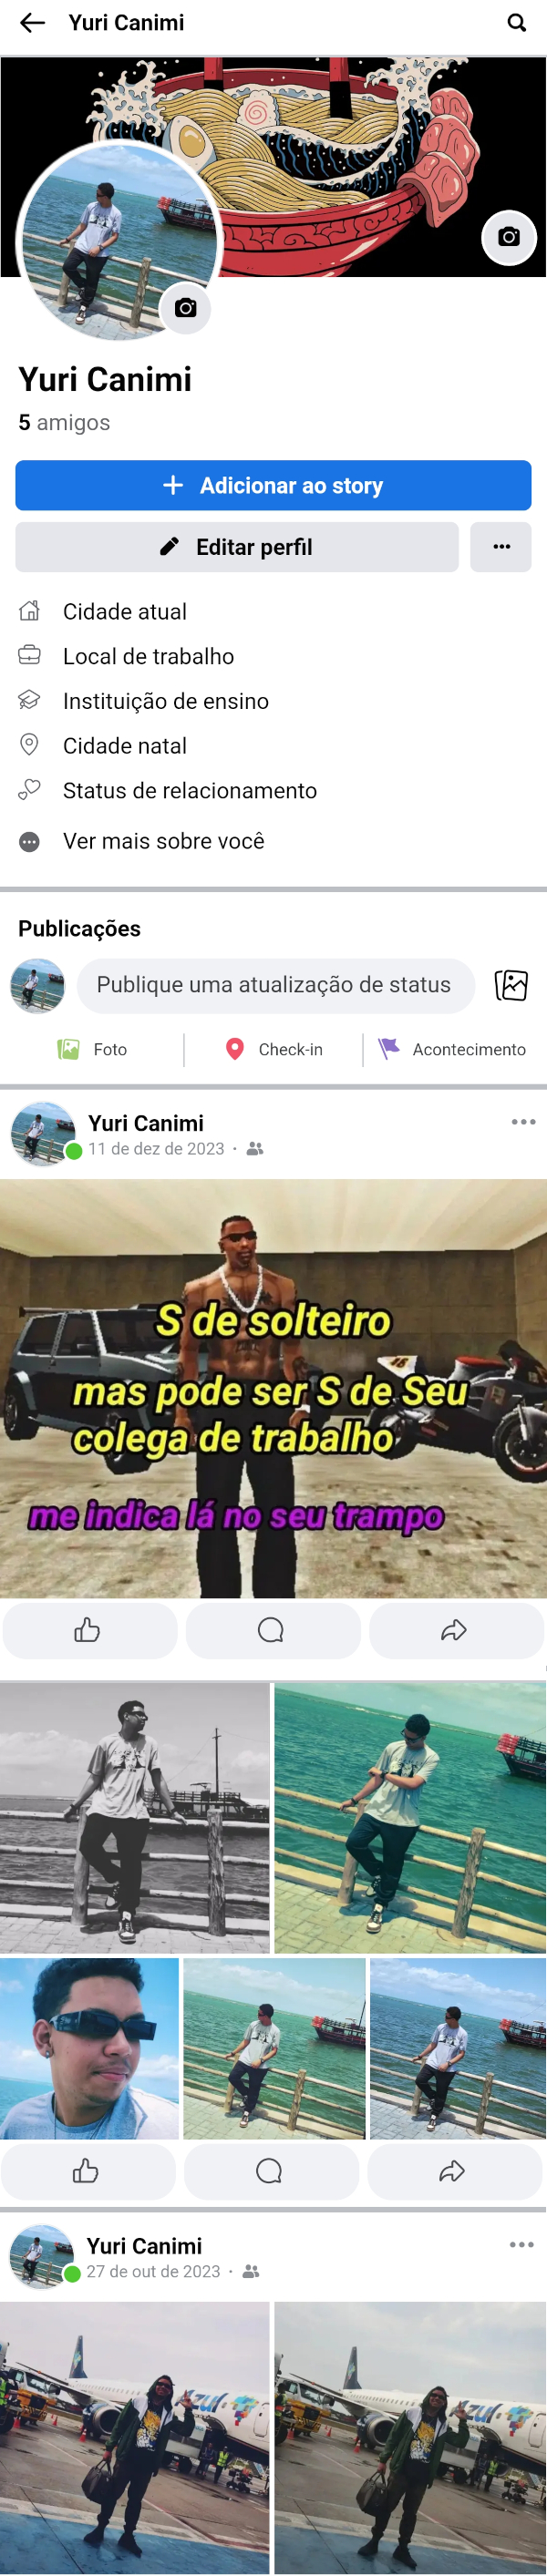 Yuri Canimi
Yuri Canimi
5 amigos
Adicionar ao story
Editar perfil
Cidade atual
Local de trabalho
Instituição de ensino
Cidade natal
Status de relacionamento
Ver mais sobre você
Publicações
Publique uma atualização de status
Foto
Check-in
Acontecimento
Yuri Canimi
11 de dez de 2023
S de solteiro
mas pode ser S de Seu
colega de trabalho
me indica lá no seu trampo
Yuri Canimi
27 de out de 2023